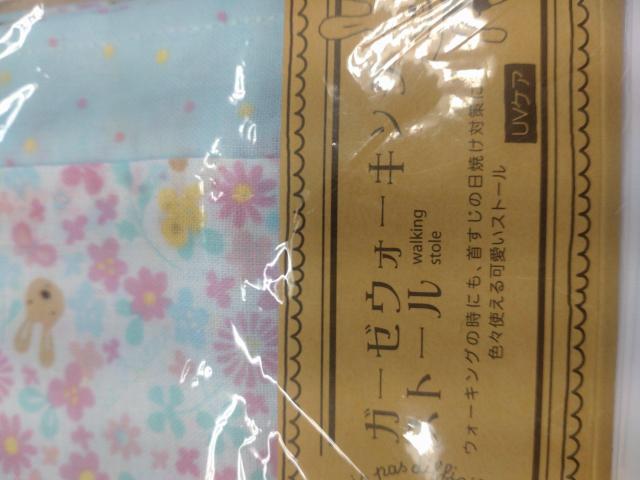 ガーゼウォーキング
ストール
walking
stole
ウォーキングの時にも、首すじの日焼け対策に
色々使える可愛いストール
UVケア
pas